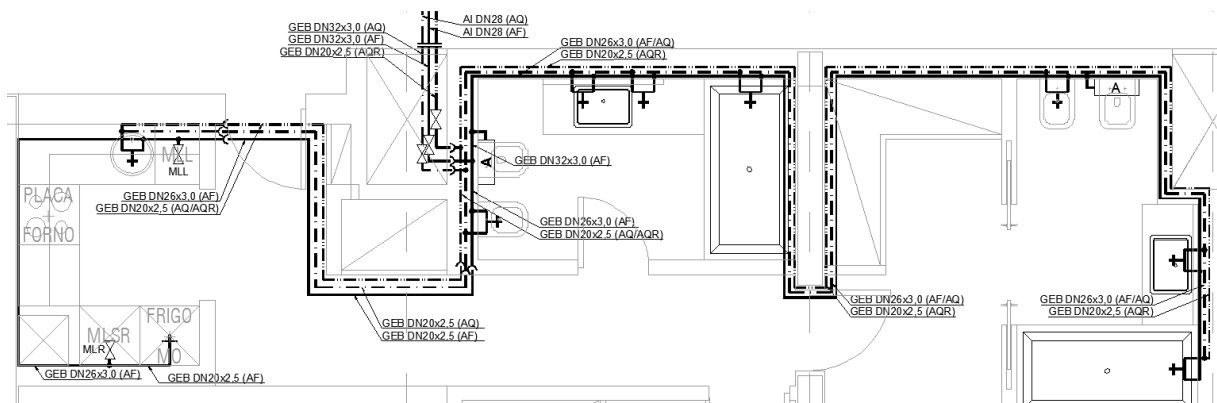 AI DN28 (AQ)
AI DN28 (AF)
GEB DN32x3,0 (AQ)
GEB DN32x3,0 (AF)
GEB DN20x2,5 (AQR)
GEB DN26x3,0 (AF/AQ)
GEB DN20x2,5 (AQR)
A
A
GEB DN32x3,0 (AF)
MLL
MLL
GEB DN26x3,0 (AF)
GEB DN20x2,5 (AQ/AQR)
PLACA
FORNO
GEB DN26x3,0 (AF)
GEB DN20x2,5 (AQ/AQR)
GEB DN26x3,0 (AF/AQ)
GEB DN20x2,5 (AQR)
GEB DN26x3,0 (AF/AQ)
GEB DN20x2,5 (AQR)
GEB DN20x2,5 (AQ)
GEB DN20x2,5 (AF)
FRIGO
MLSR
MLR
MO
GEB DN26x3,0 (AF)
GEB DN20x2,5 (AF)